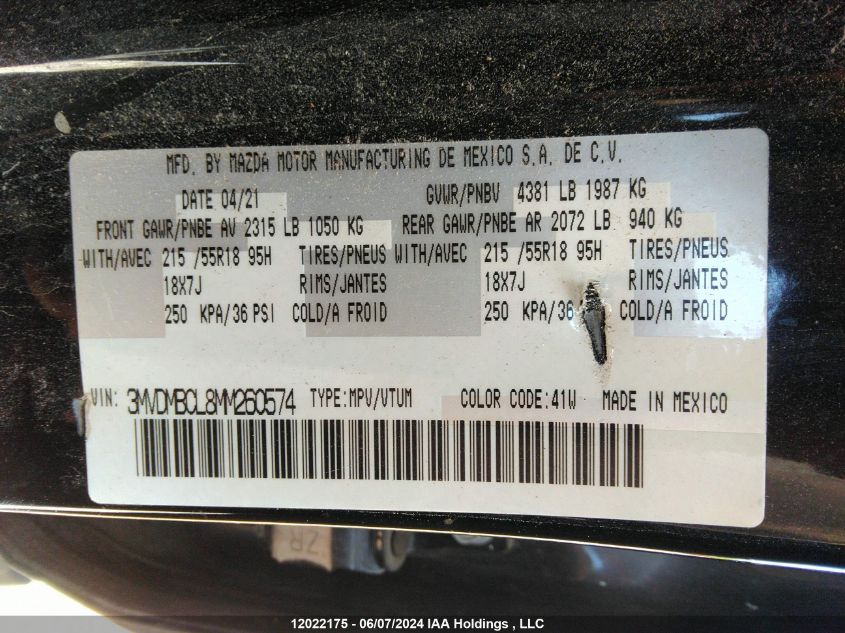 MFD. BY MAZDA MOTOR MANUFACTURING DE MEXICO S.A. DE C.V.
DATE 04/21 GVWR/PNBV 4381 LB 1987 KG
FRONT GAWR/PNBE AV 2315 LB 1050 KG REAR GAWR/PNBE AR 2072 LB 940 KG
WITH/AVEC 215 /55R18 95H TIRES/PNEUS WITH/AVEC 215 /55R18 95H TIRES/PNEUS
18X7J RIMS/JANTES 18X7J RIMS/JANTES
250 KPA/36 PSI COLD/A FROID 250 KPA/36 COLD/A FROID
VIN: 3MVDMBCL8MM260574 TYPE:MPV/VTUM COLOR CODE:41W MADE IN MEXICO
ZR
12022175 - 06/07/2024 IAA Holdings , LLC